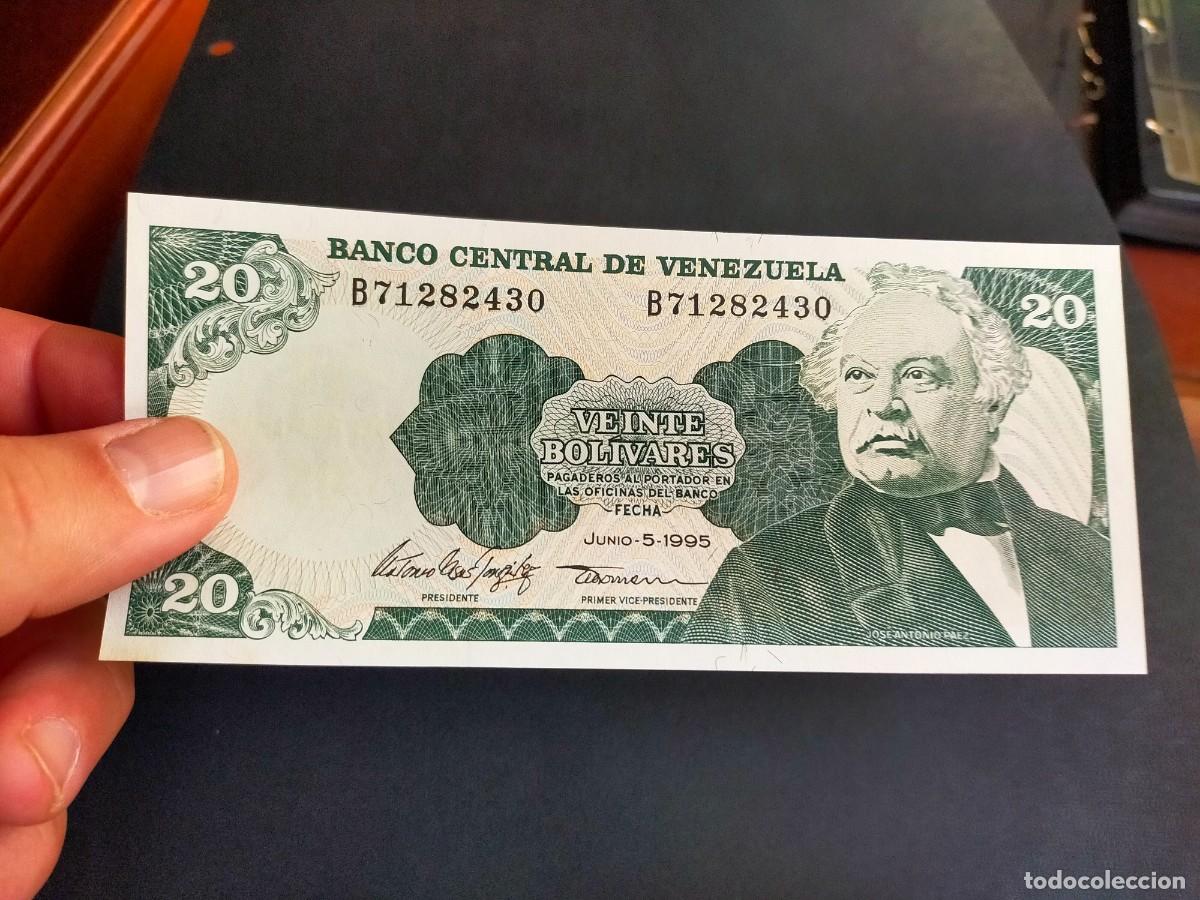 BANCO CENTRAL DE VENEZUELA
20
20
B71282430
B71282430
VEINTE
BOLIVARES
PAGADEROS AL PORTADOR EN
LAS OFICINAS DEL BANCO
FECHA
JUNIO-5-1995
PRESIDENTE
PRIMER VICE-PRESIDENTE
20
JOSE ANTONIO PAEZ
todocoleccion